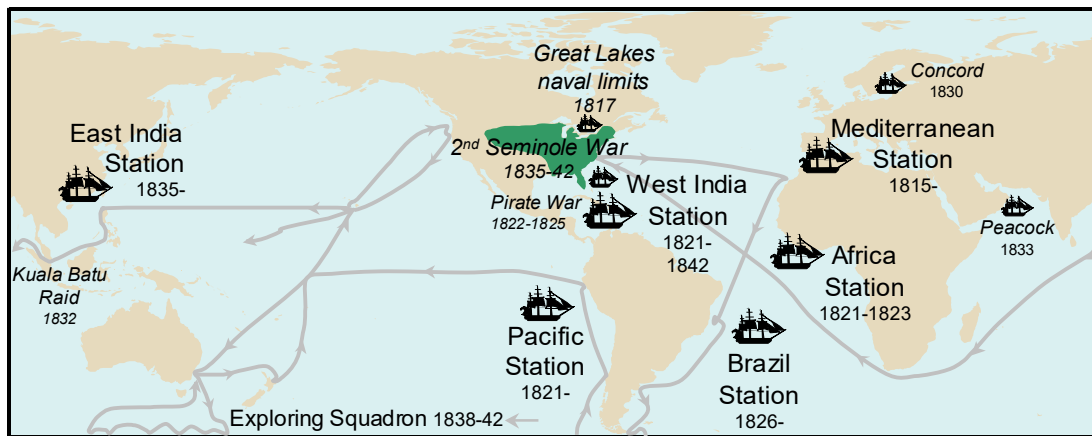 Great Lakes
naval limits
1817
Concord
1830
East India
Station
1835-
2nd Seminole War
1835-42
Mediterranean
Station
1815-
Pirate War
1822-1825
West India
Station
1821-
1842
Peacock
1833
Kuala Batu
Raid
1832
Africa
Station
1821-1823
Pacific
Station
1821-
Brazil
Station
1826-
Exploring Squadron 1838-42